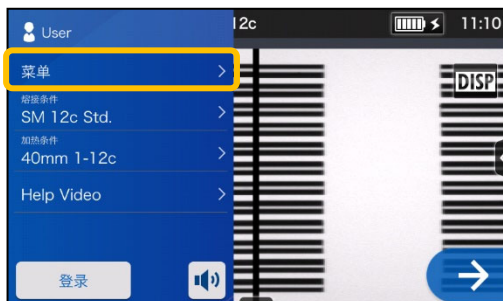 User
12c
11:10
菜单
DISP
熔接条件
SM 12c Std.
加热条件
40mm 1-12c
Help Video
登录